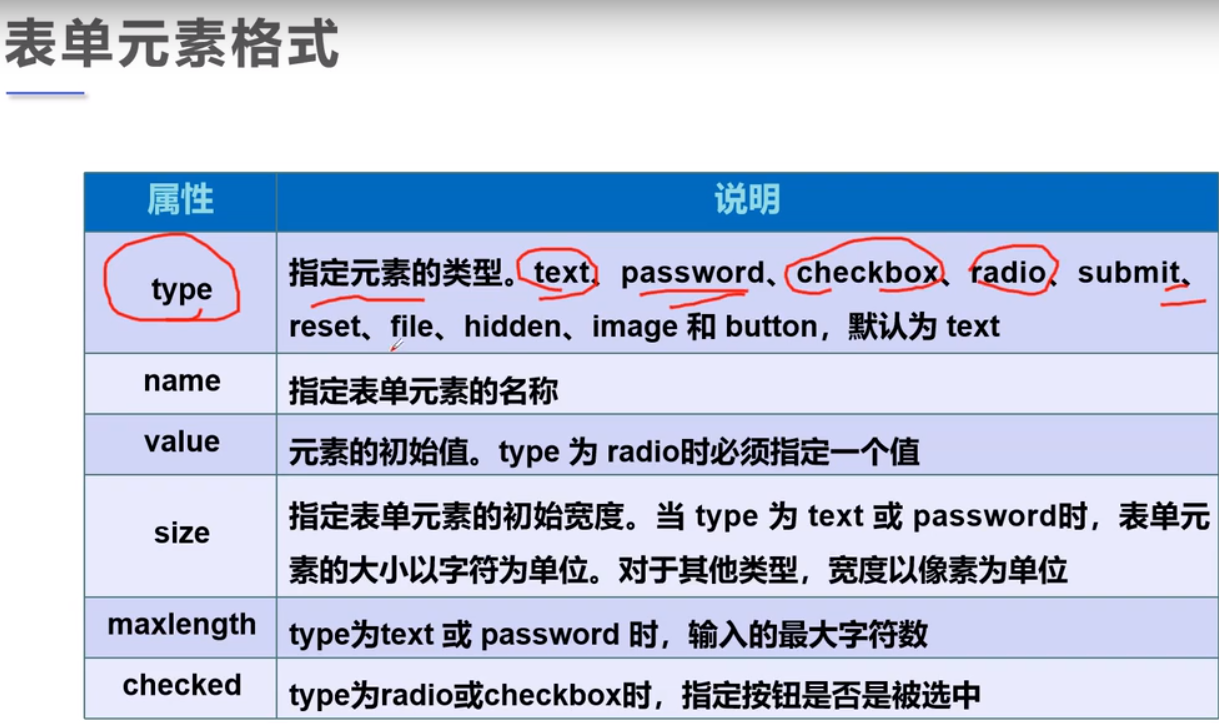 表单元素格式
属性 说明
type 指定元素的类型。text、password、checkbox、radio、submit、
reset、file、hidden、image 和 button，默认为 text
name 指定表单元素的名称
value 元素的初始值。type 为 radio时必须指定一个值
size 指定表单元素的初始宽度。当 type 为 text 或 password时，表单元
素的大小以字符为单位。对于其他类型，宽度以像素为单位
maxlength type为text 或 password 时，输入的最大字符数
checked type为radio或checkbox时，指定按钮是否是被选中